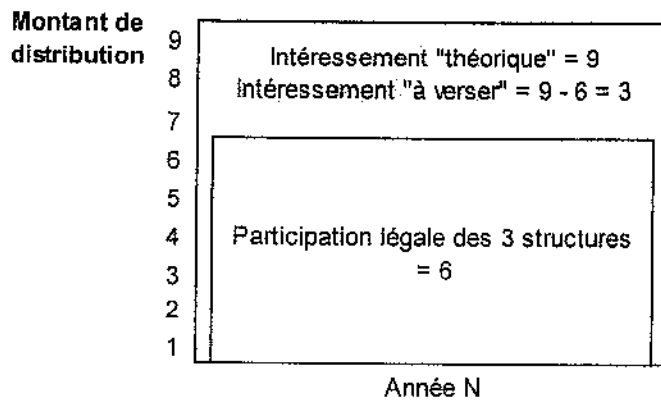 Montant de
distribution
9
8
7
6
5
4
3
2
1
Intéressement "théorique" = 9
Intéressement "à verser" = 9 - 6 = 3
Participation légale des 3 structures
= 6
Année N